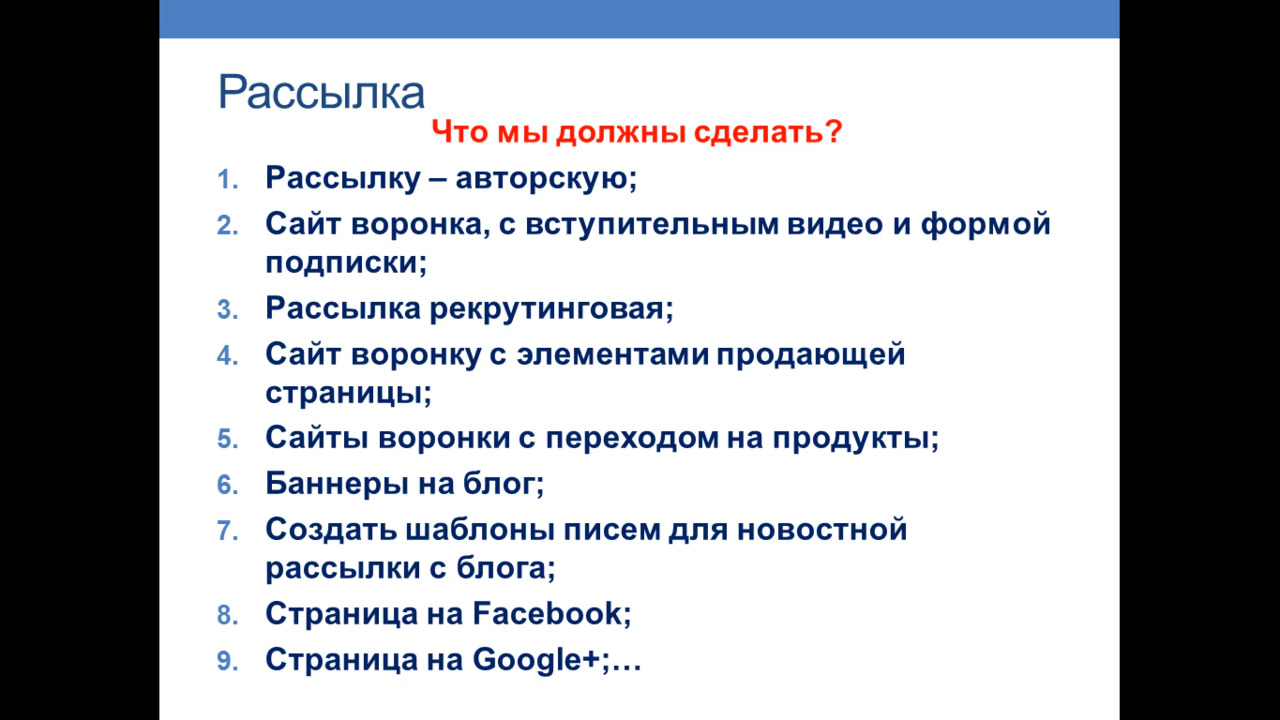 Рассылка
Что мы должны сделать?
1. Рассылку – авторскую;
2. Сайт воронка, с вступительным видео и формой
подписки;
3. Рассылка рекрутинговая;
4. Сайт воронку с элементами продающей
страницы;
5. Сайты воронки с переходом на продукты;
6. Баннеры на блог;
7. Создать шаблоны писем для новостной
рассылки с блога;
8. Страница на Facebook;
9. Страница на Google+;…